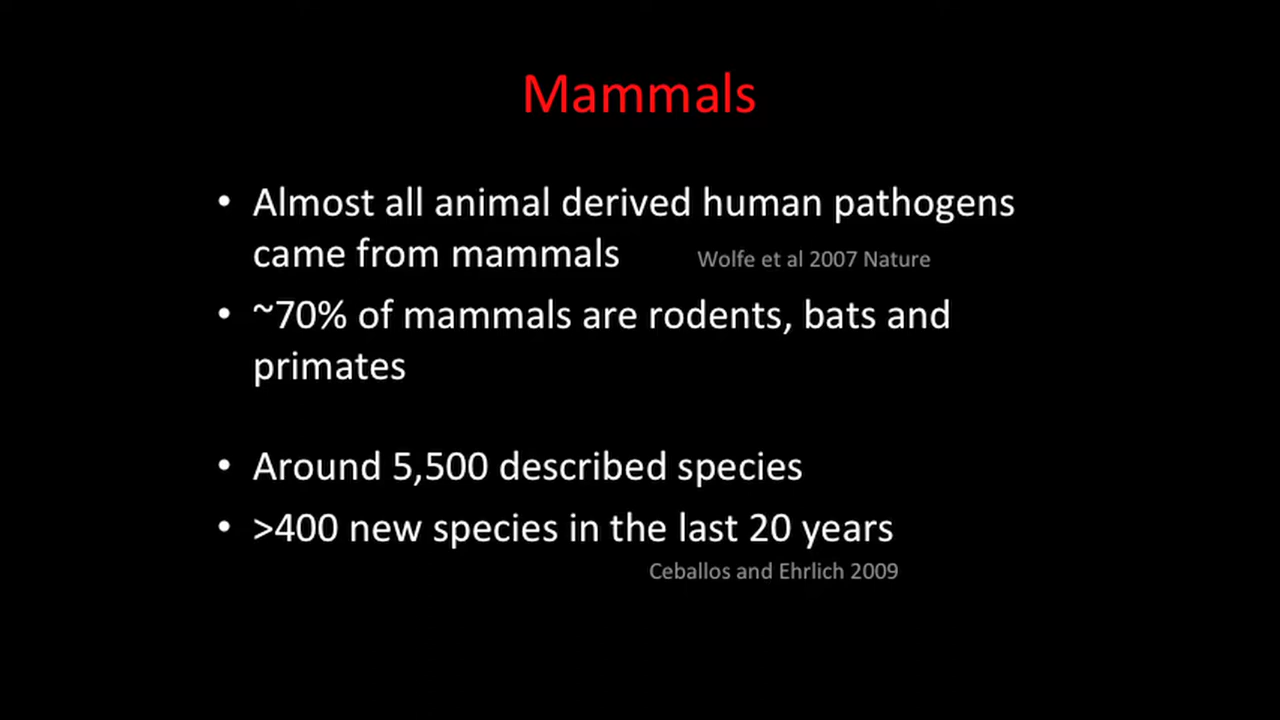 Mammals
• Almost all animal derived human pathogens
came from mammals Wolfe et al 2007 Nature
• ~70% of mammals are rodents, bats and
primates
• Around 5,500 described species
• >400 new species in the last 20 years
Ceballos and Ehrlich 2009